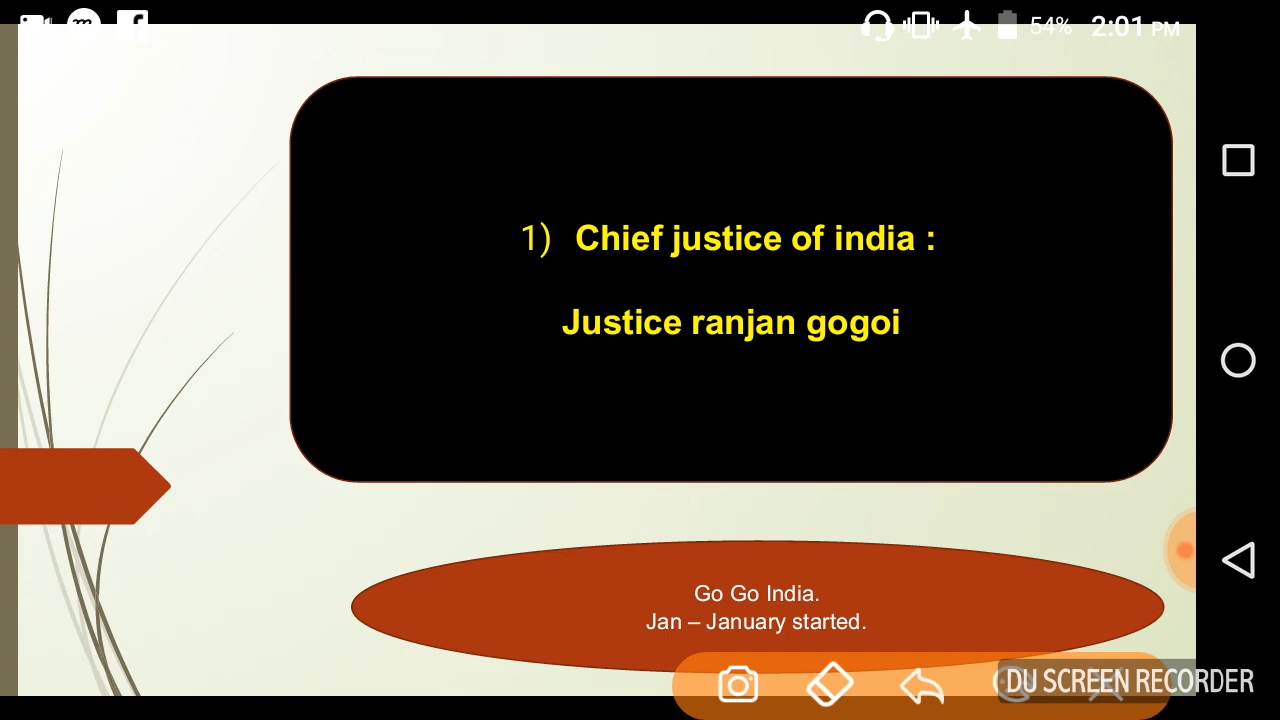 54% 2:01 PM
1) Chief justice of india :
Justice ranjan gogoi
Go Go India.
Jan – January started.
DU SCREEN RECORDER